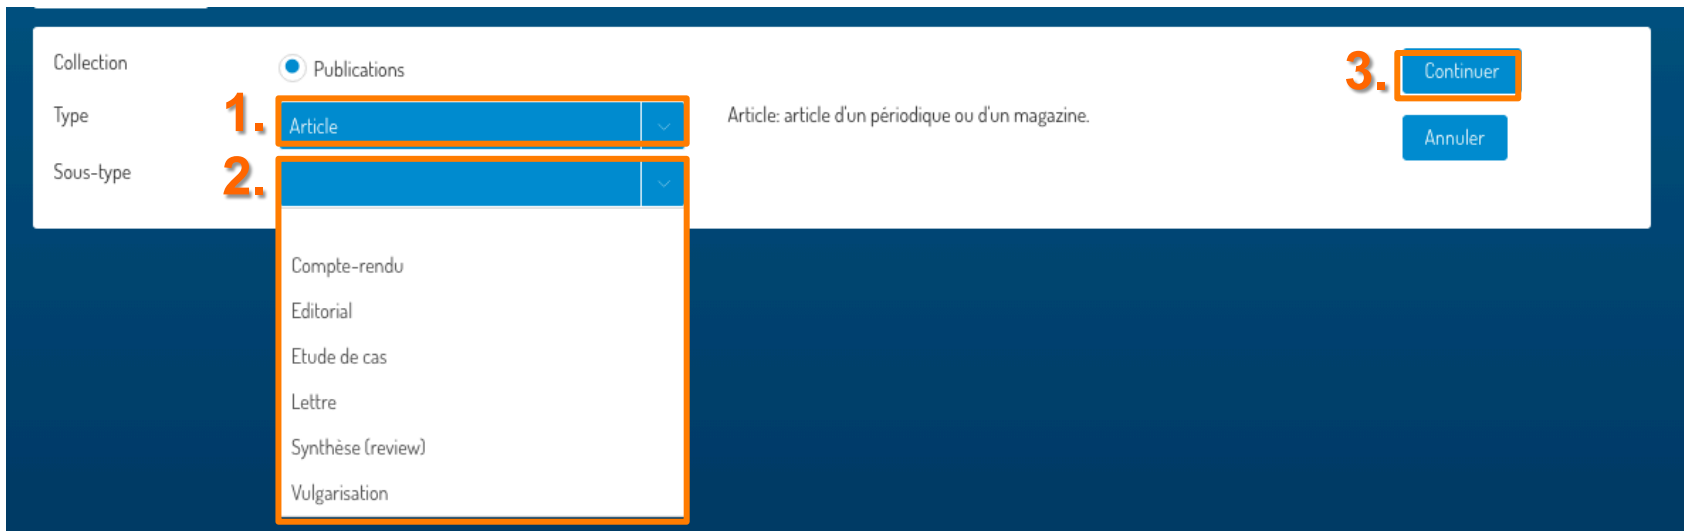 Collection
Publications
3.
Continuer
Type
1.
Article
Article: article d'un périodique ou d'un magazine.
Annuler
Sous-type
2.
Compte-rendu
Editorial
Etude de cas
Lettre
Synthèse (review)
Vulgarisation